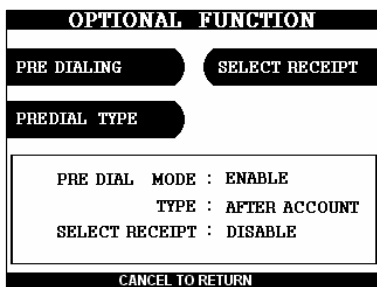 OPTIONAL FUNCTION
PRE DIALING
SELECT RECEIPT
PREDIAL TYPE
PRE DIAL MODE : ENABLE
TYPE : AFTER ACCOUNT
SELECT RECEIPT : DISABLE
CANCEL TO RETURN